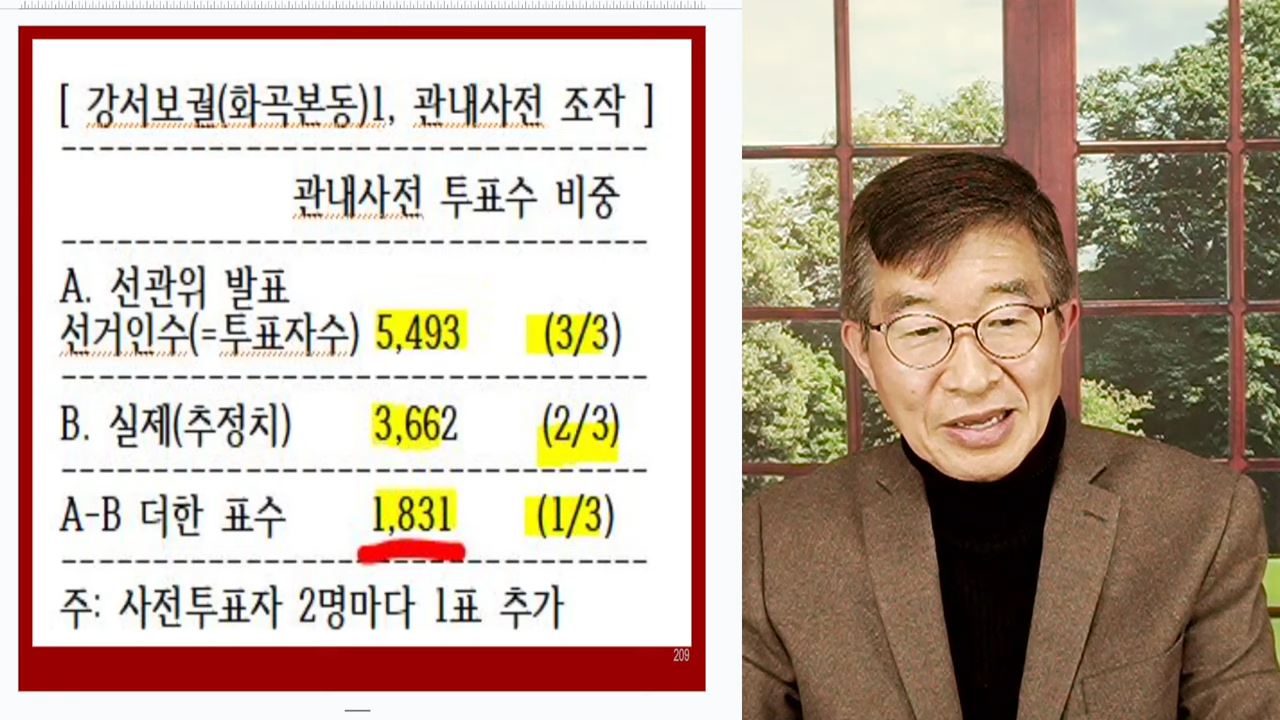 [ 강서보궐(화곡본동)1, 관내사전 조작 ]
관내사전 투표수 비중
A. 선관위 발표
선거인수(=투표자수) 5,493 (3/3)
B. 실제(추정치) 3,662 (2/3)
A-B 더한 표수 1,831 (1/3)
주: 사전투표자 2명마다 1표 추가
209